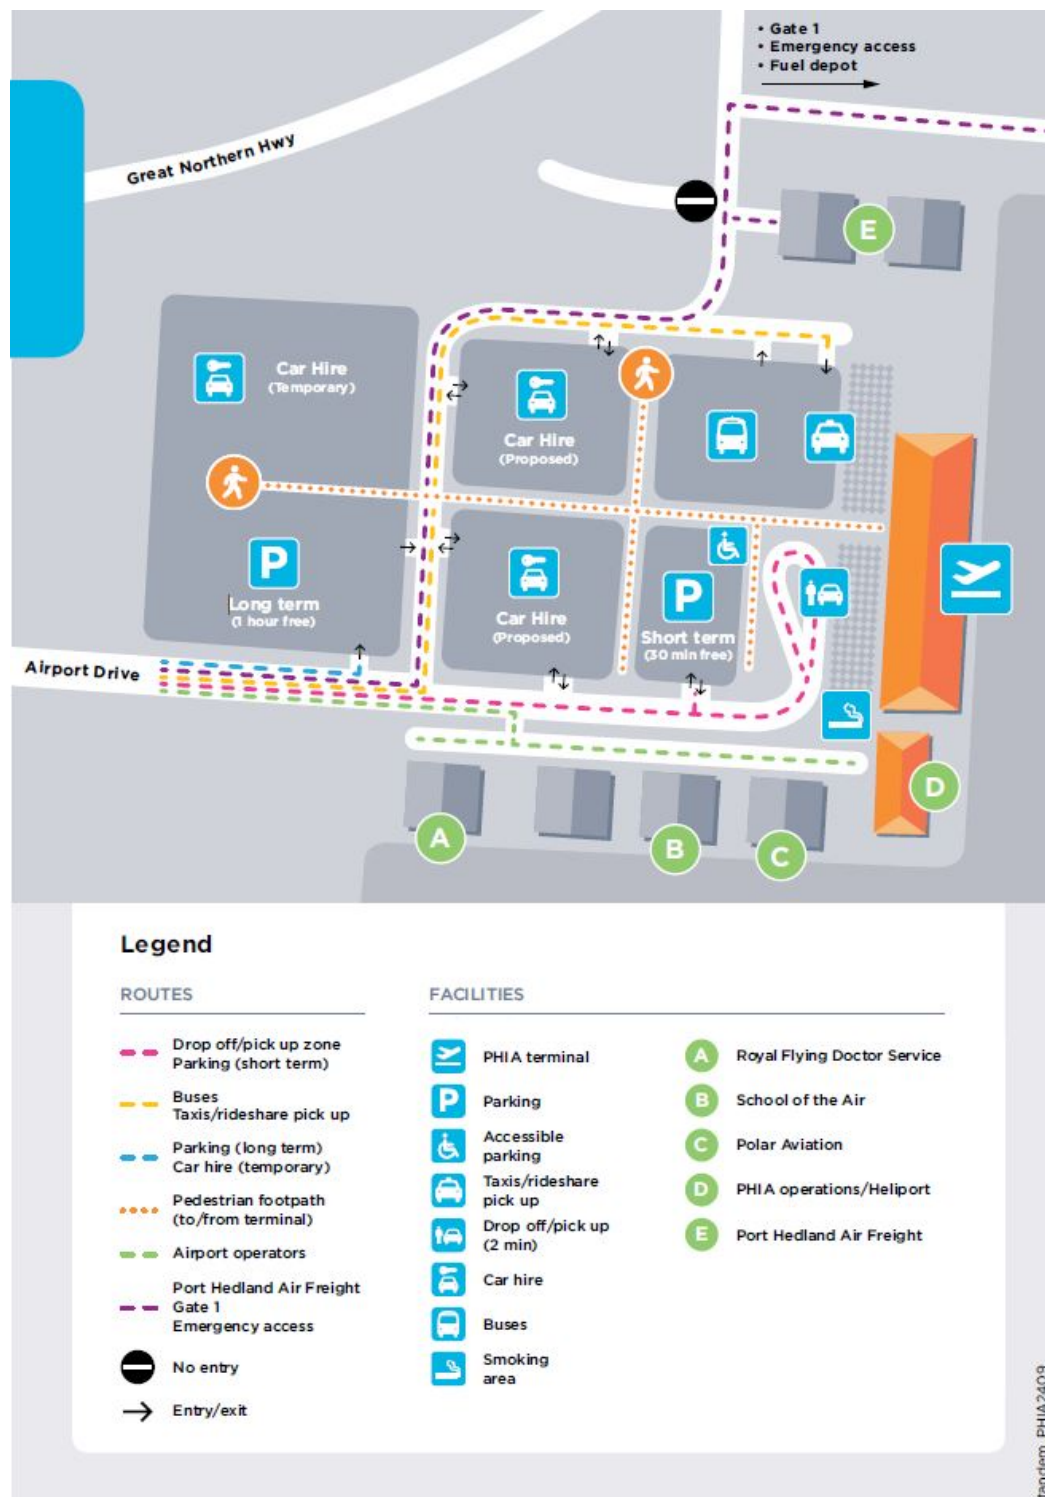 • Gate 1
• Emergency access
• Fuel depot
Great Northern Hwy
E
Car Hire
(Temporary)
Car Hire
(Proposed)
P
Long term
(1 hour free)
Car Hire
(Proposed)
P
Short term
(30 min free)
Airport Drive
A
B
C
D
Legend
ROUTES
Drop off/pick up zone
Parking (short term)
Buses
Taxis/rideshare pick up
Parking (long term)
Car hire (temporary)
Pedestrian footpath
(to/from terminal)
Airport operators
Port Hedland Air Freight
Gate 1
Emergency access
No entry
Entry/exit
FACILITIES
PHIA terminal
P Parking
Accessible
parking
Taxis/rideshare
pick up
Drop off/pick up
(2 min)
Car hire
Buses
Smoking
area
A Royal Flying Doctor Service
B School of the Air
C Polar Aviation
D PHIA operations/Heliport
E Port Hedland Air Freight
tandem_PHIA2409